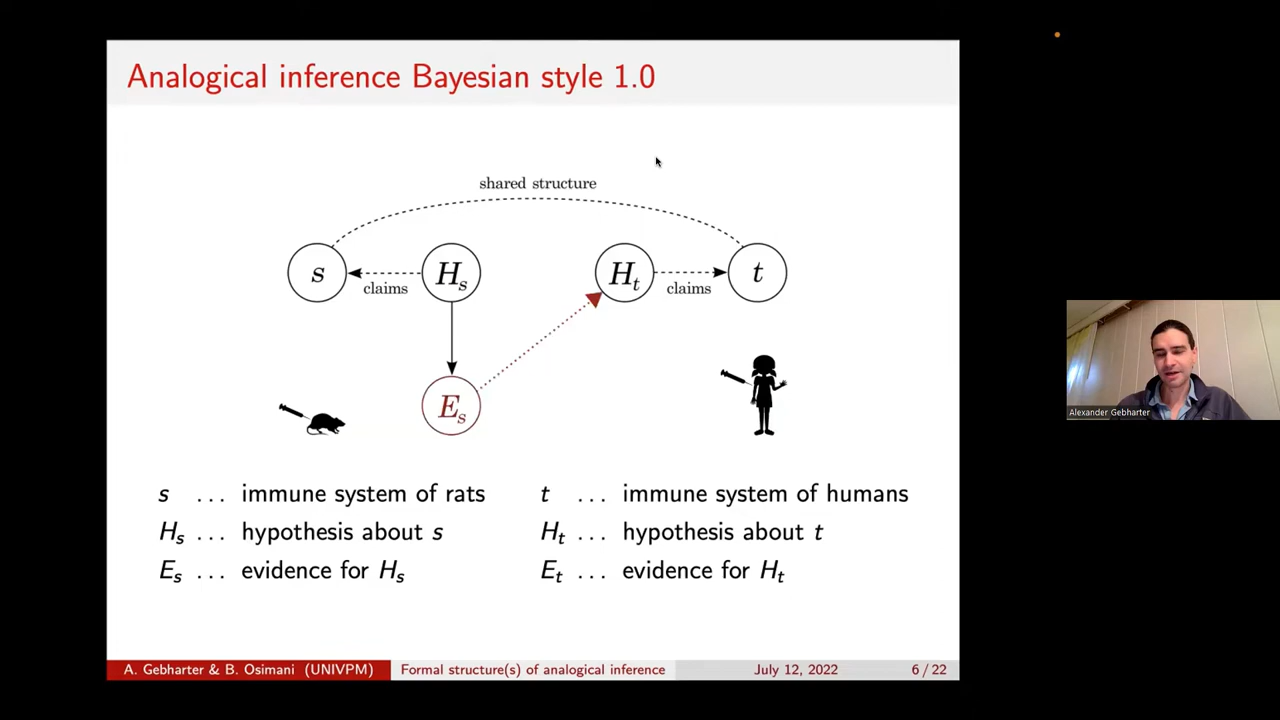 Analogical inference Bayesian style 1.0
shared structure
s
H_s
H_t
t
claims
claims
E_s
s ... immune system of rats
H_s ... hypothesis about s
E_s ... evidence for H_s
t ... immune system of humans
H_t ... hypothesis about t
E_t ... evidence for H_t
Alexander Gebharter
A. Gebharter & B. Osimani (UNIVPM)
Formal structure(s) of analogical inference
July 12, 2022
6 / 22